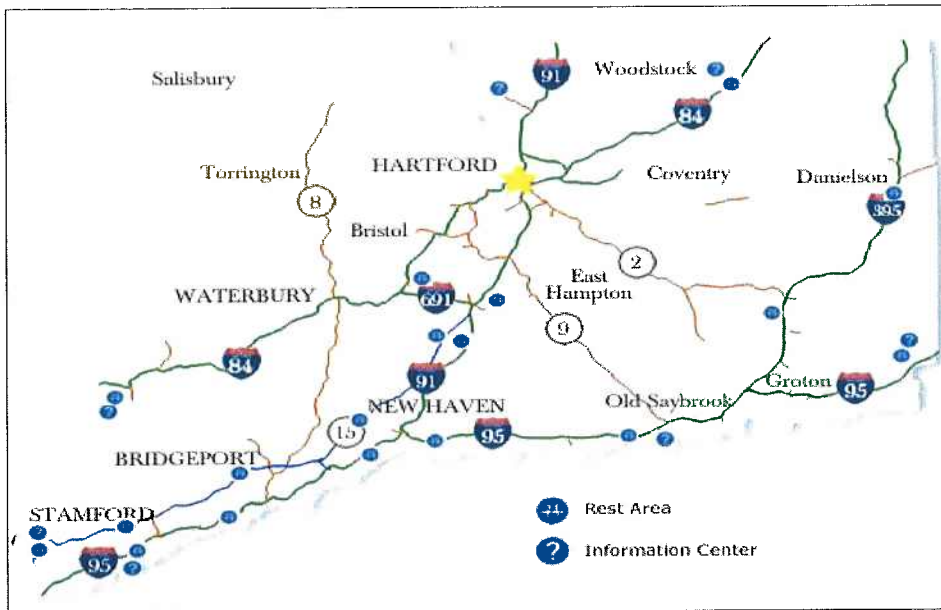 Woodstock
?
91
Salisbury
?
84
HARTFORD
Torrington
Coventry
Danielson
8
395
Bristol
2
East
Hampton
WATERBURY
691
9
?
84
91
Groton
95
?
NEW HAVEN
Old Saybrook
15
95
?
BRIDGEPORT
STAMFORD
?
Rest Area
95
?
? Information Center